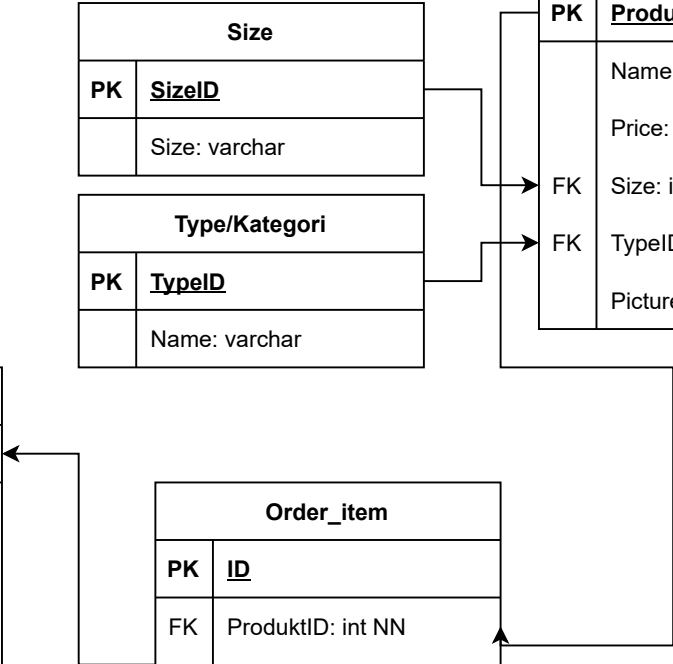 Size
PK SizeID
Size: varchar
Type/Kategori
PK TypeID
Name: varchar
PK
Name
Price:
FK Size:
FK
Order_item
PK ID
FK ProduktID: int NN